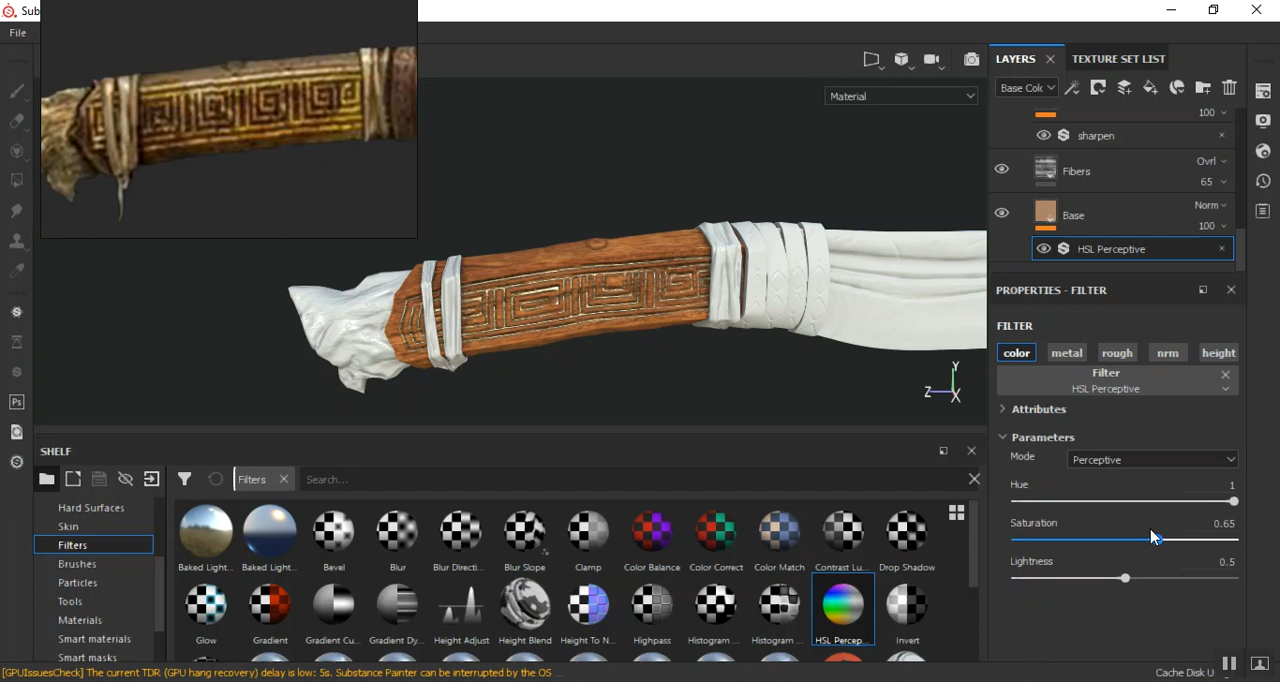 Sub
File
LAYERS
TEXTURE SET LIST
Base Col
Material
100
sharpen
Fibers
Ovrl
65
Base
Norm
100
HSL Perceptive
PROPERTIES - FILTER
FILTER
color metal rough nrm height
Filter
HSL Perceptive
Attributes
Parameters
Mode Perceptive
Hue 1
Saturation 0.65
Lightness 0.5
Y
Z
X
SHELF
Filters
Search...
Hard Surfaces
Skin
Filters
Brushes
Particles
Tools
Materials
Smart materials
Smart masks
Baked Light... Baked Light... Bevel Blur Blur Directi... Blur Slope Clamp Color Balance Color Correct Color Match Contrast Lu... Drop Shadow
Glow Gradient Gradient Cu... Gradient Dy... Height Adjust Height Blend Height To N... Highpass Histogram ... Histogram ... HSL Percep... Invert
Ps
[GPUIssuesCheck] The current TDR (GPU hang recovery) delay is low: 5s. Substance Painter can be interrupted by the OS ...
Cache Disk U